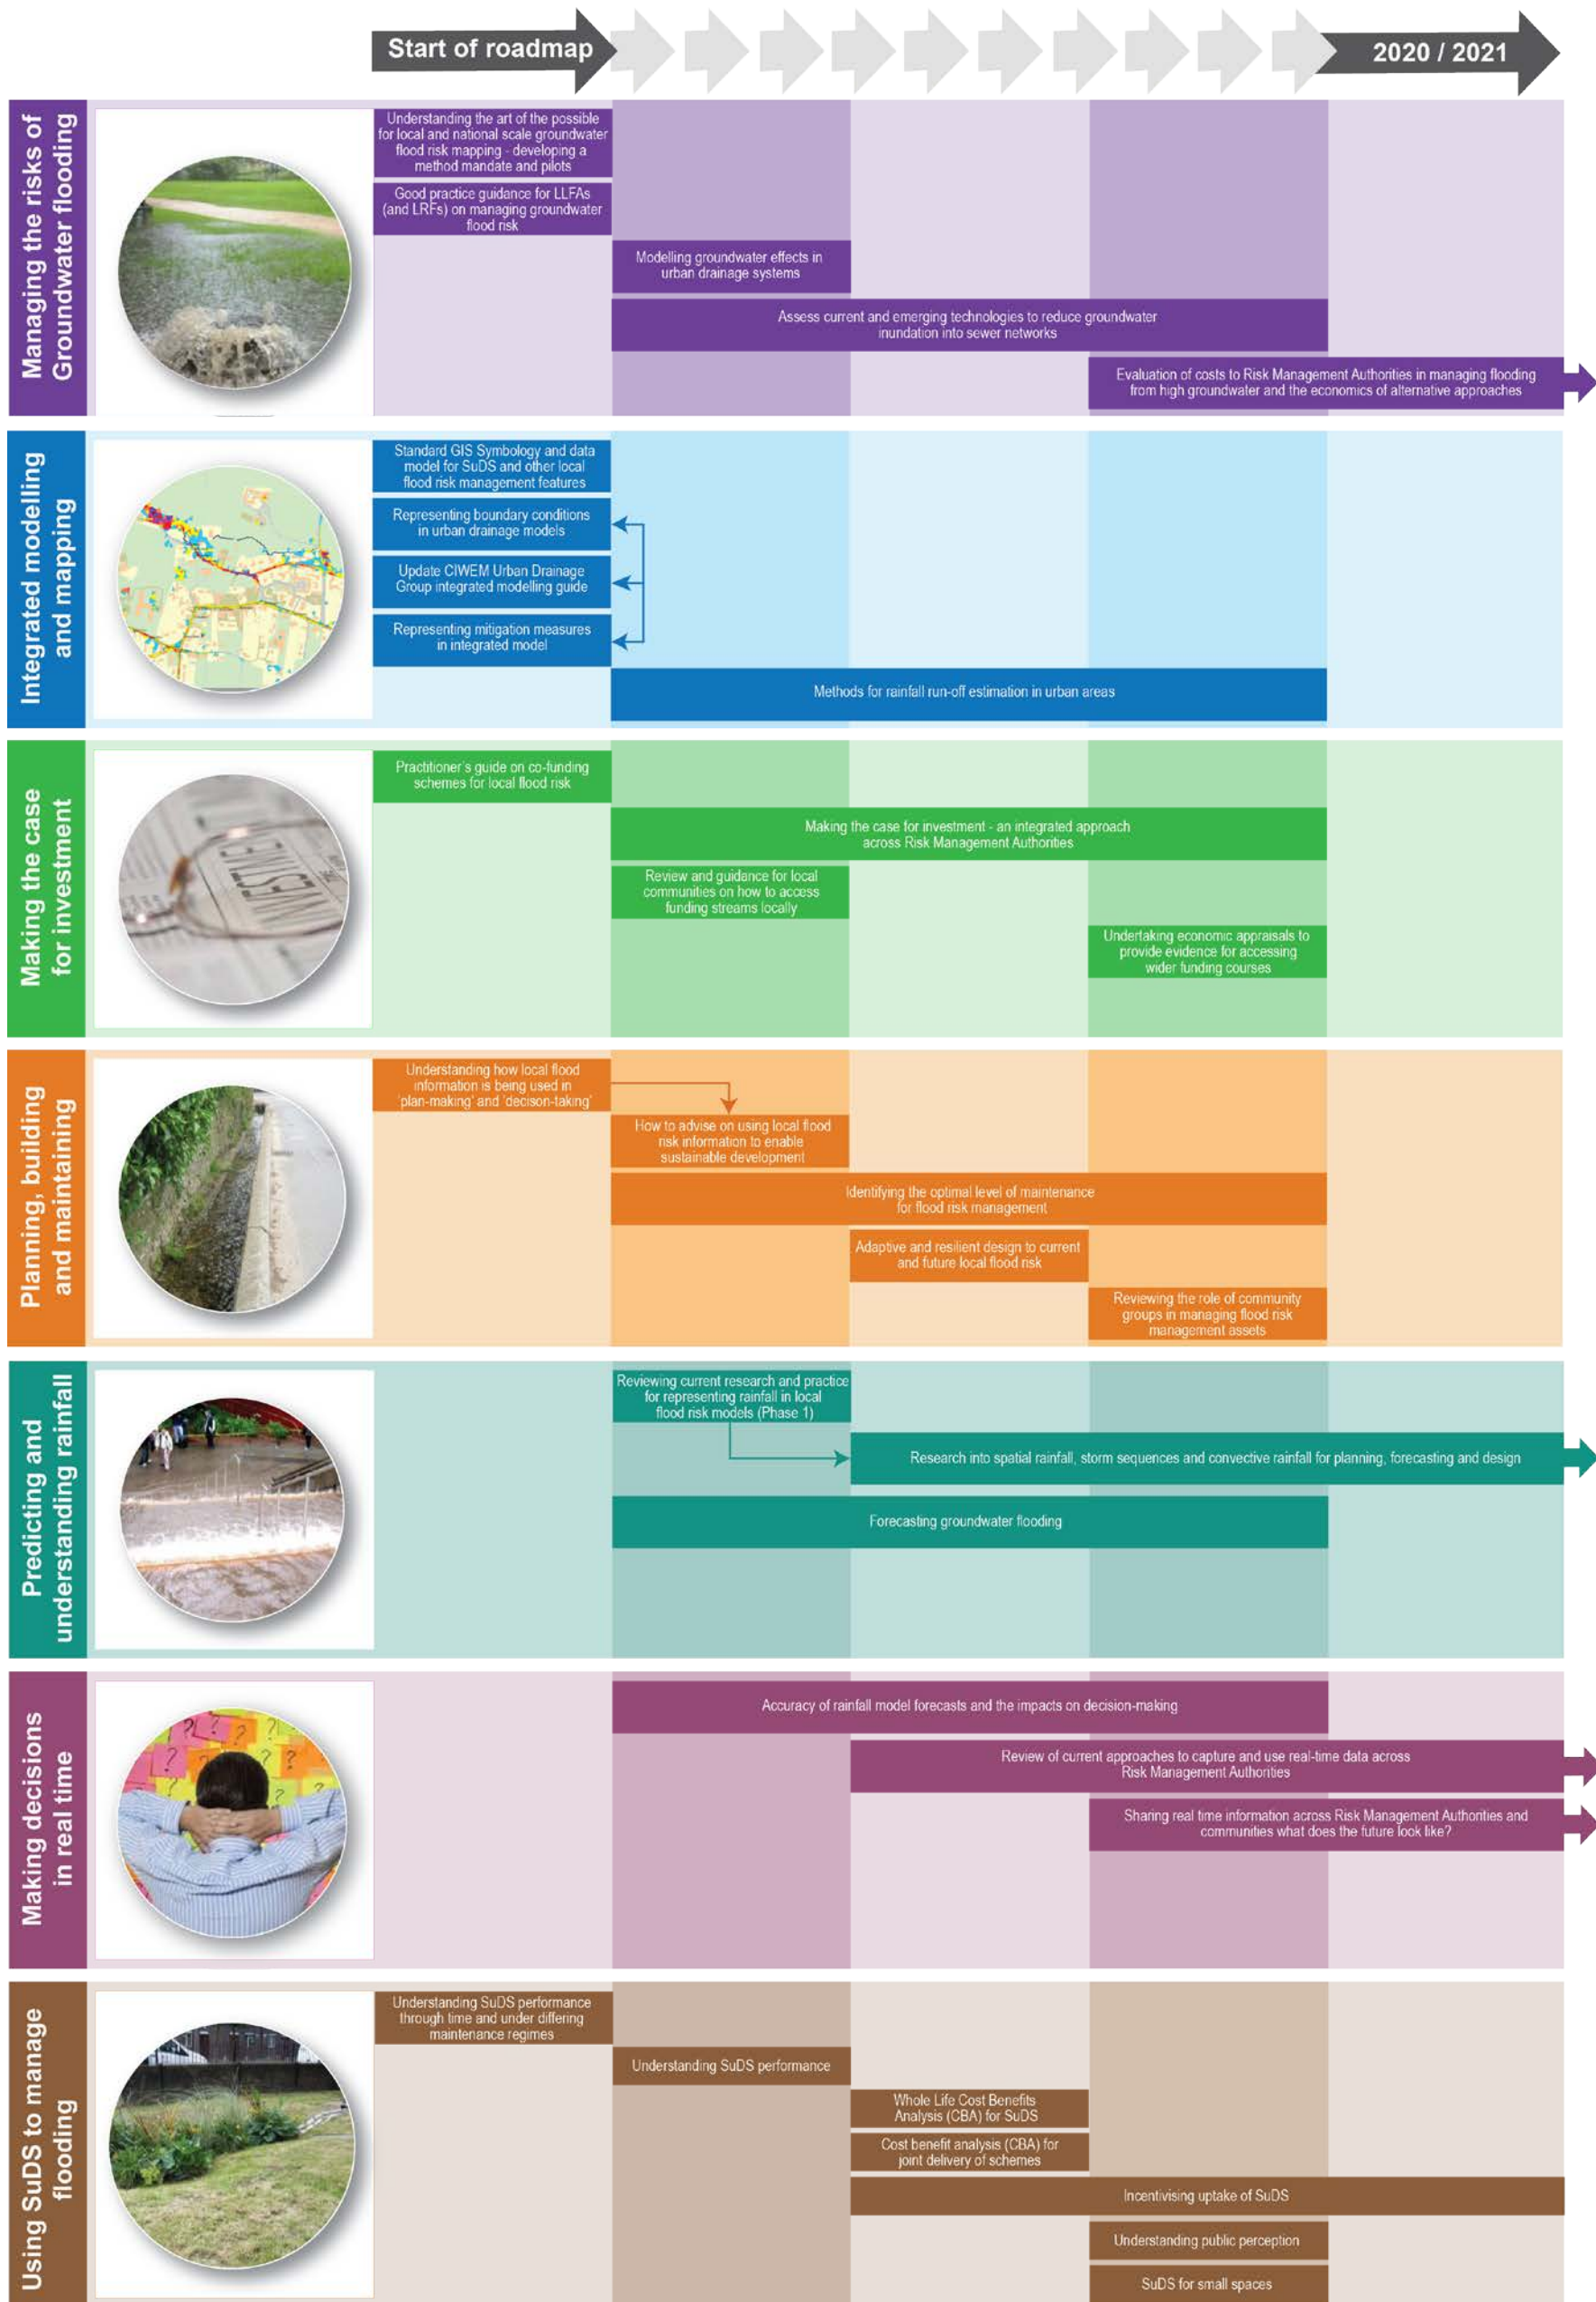 Start of roadmap
2020 / 2021
Managing the risks of
Groundwater flooding
Understanding the art of the possible
for local and national scale groundwater
flood risk mapping - developing a
method mandate and pilots
Good practice guidance for LLFAs
(and LRFs) on managing groundwater
flood risk
Modelling groundwater effects in
urban drainage systems
Assess current and emerging technologies to reduce groundwater
inundation into sewer networks
Evaluation of costs to Risk Management Authorities in managing flooding
from high groundwater and the economics of alternative approaches
Integrated modelling
and mapping
Standard GIS Symbology and data
model for SuDS and other local
flood risk management features
Representing boundary conditions
in urban drainage models
Update CIWEM Urban Drainage
Group integrated modelling guide
Representing mitigation measures
in integrated model
Methods for rainfall run-off estimation in urban areas
Making the case
for investment
Practitioner's guide on co-funding
schemes for local flood risk
Making the case for investment - an integrated approach
across Risk Management Authorities
Review and guidance for local
communities on how to access
funding streams locally
Undertaking economic appraisals to
provide evidence for accessing
wider funding courses
Planning, building
and maintaining
Understanding how local flood
information is being used in
'plan-making' and 'decison-taking'
How to advise on using local flood
risk information to enable
sustainable development
Identifying the optimal level of maintenance
for flood risk management
Adaptive and resilient design to current
and future local flood risk
Reviewing the role of community
groups in managing flood risk
management assets
Predicting and
understanding rainfall
Reviewing current research and practice
for representing rainfall in local
flood risk models (Phase 1)
Research into spatial rainfall, storm sequences and convective rainfall for planning, forecasting and design
Forecasting groundwater flooding
Making decisions
in real time
? ? ? ? ? ? ?
Accuracy of rainfall model forecasts and the impacts on decision-making
Review of current approaches to capture and use real-time data across
Risk Management Authorities
Sharing real time information across Risk Management Authorities and
communities what does the future look like?
Using SuDS to manage
flooding
Understanding SuDS performance
through time and under differing
maintenance regimes
Understanding SuDS performance
Whole Life Cost Benefits
Analysis (CBA) for SuDS
Cost benefit analysis (CBA) for
joint delivery of schemes
Incentivising uptake of SuDS
Understanding public perception
SuDS for small spaces